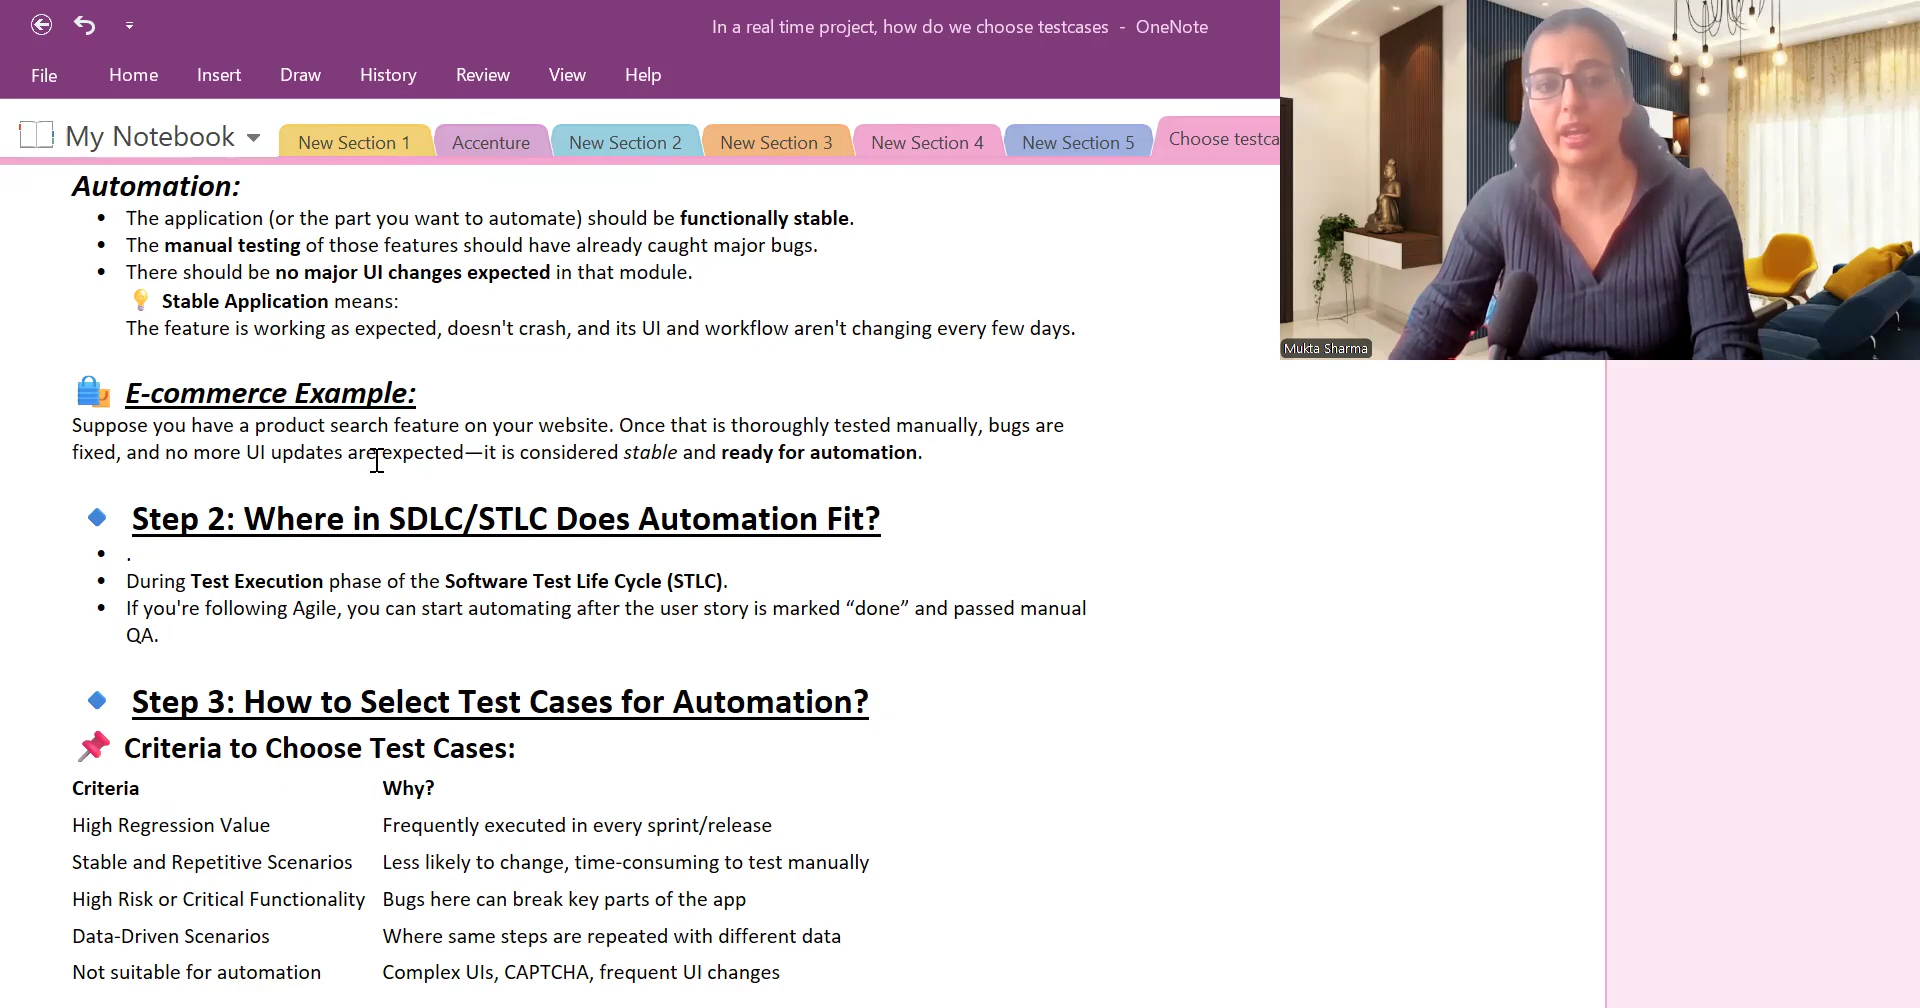 In a real time project, how do we choose testcases - OneNote
File Home Insert Draw History Review View Help
My Notebook New Section 1 Accenture New Section 2 New Section 3 New Section 4 New Section 5 Choose testca
Mukta Sharma
Automation:
• The application (or the part you want to automate) should be functionally stable.
• The manual testing of those features should have already caught major bugs.
• There should be no major UI changes expected in that module.
💡 Stable Application means:
The feature is working as expected, doesn't crash, and its UI and workflow aren't changing every few days.
🛍️ E-commerce Example:
Suppose you have a product search feature on your website. Once that is thoroughly tested manually, bugs are
fixed, and no more UI updates are expected—it is considered stable and ready for automation.
🔹 Step 2: Where in SDLC/STLC Does Automation Fit?
• .
• During Test Execution phase of the Software Test Life Cycle (STLC).
• If you're following Agile, you can start automating after the user story is marked “done” and passed manual
QA.
🔹 Step 3: How to Select Test Cases for Automation?
📌 Criteria to Choose Test Cases:
Criteria Why?
High Regression Value Frequently executed in every sprint/release
Stable and Repetitive Scenarios Less likely to change, time-consuming to test manually
High Risk or Critical Functionality Bugs here can break key parts of the app
Data-Driven Scenarios Where same steps are repeated with different data
Not suitable for automation Complex UIs, CAPTCHA, frequent UI changes